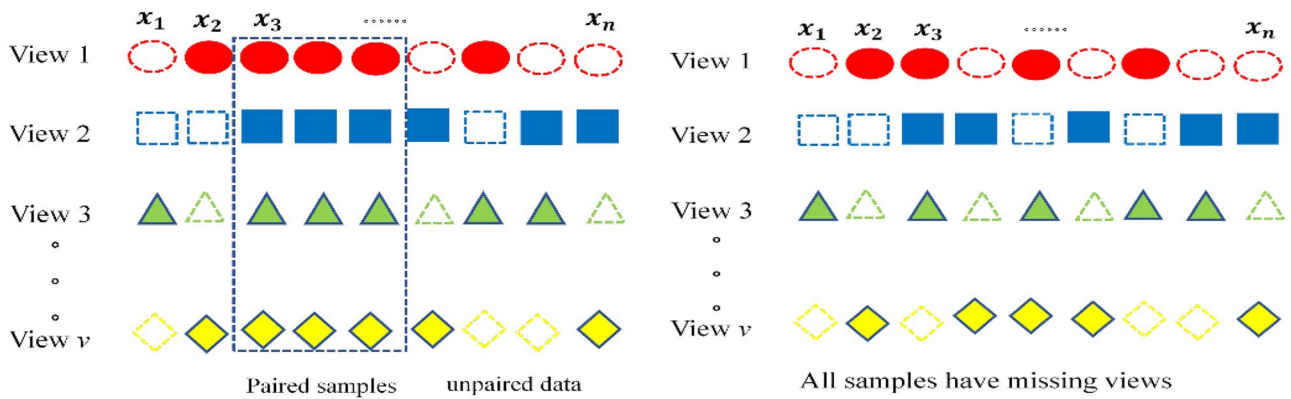 x₁ x₂ x₃ ...... xₙ
View 1
View 2
View 3
View v
Paired samples unpaired data
x₁ x₂ x₃ ...... xₙ
View 1
View 2
View 3
View v
All samples have missing views